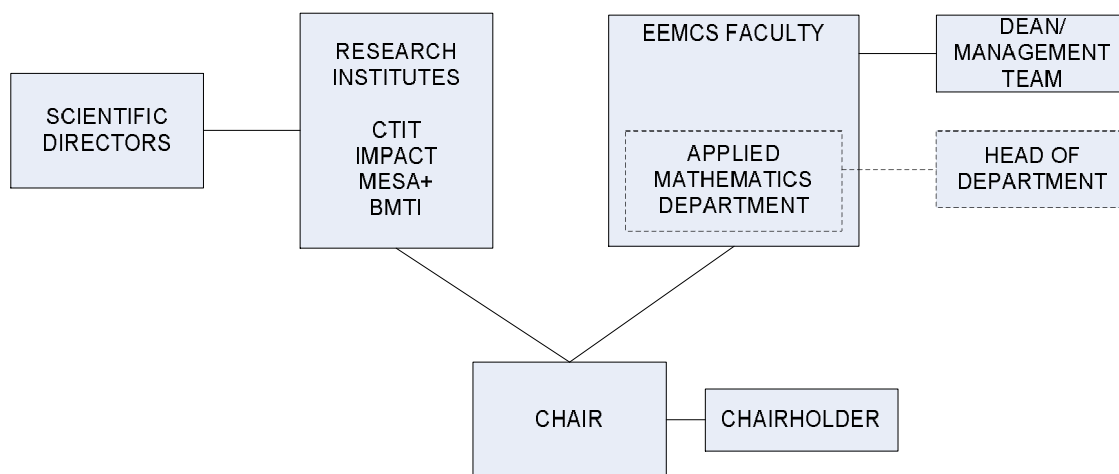 SCIENTIFIC
DIRECTORS
RESEARCH
INSTITUTES
CTIT
IMPACT
MESA+
BMTI
EEMCS FACULTY
APPLIED
MATHEMATICS
DEPARTMENT
DEAN/
MANAGEMENT
TEAM
HEAD OF
DEPARTMENT
CHAIR
CHAIRHOLDER